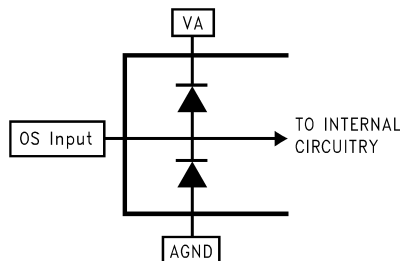 VA
OS Input
TO INTERNAL
CIRCUITRY
AGND